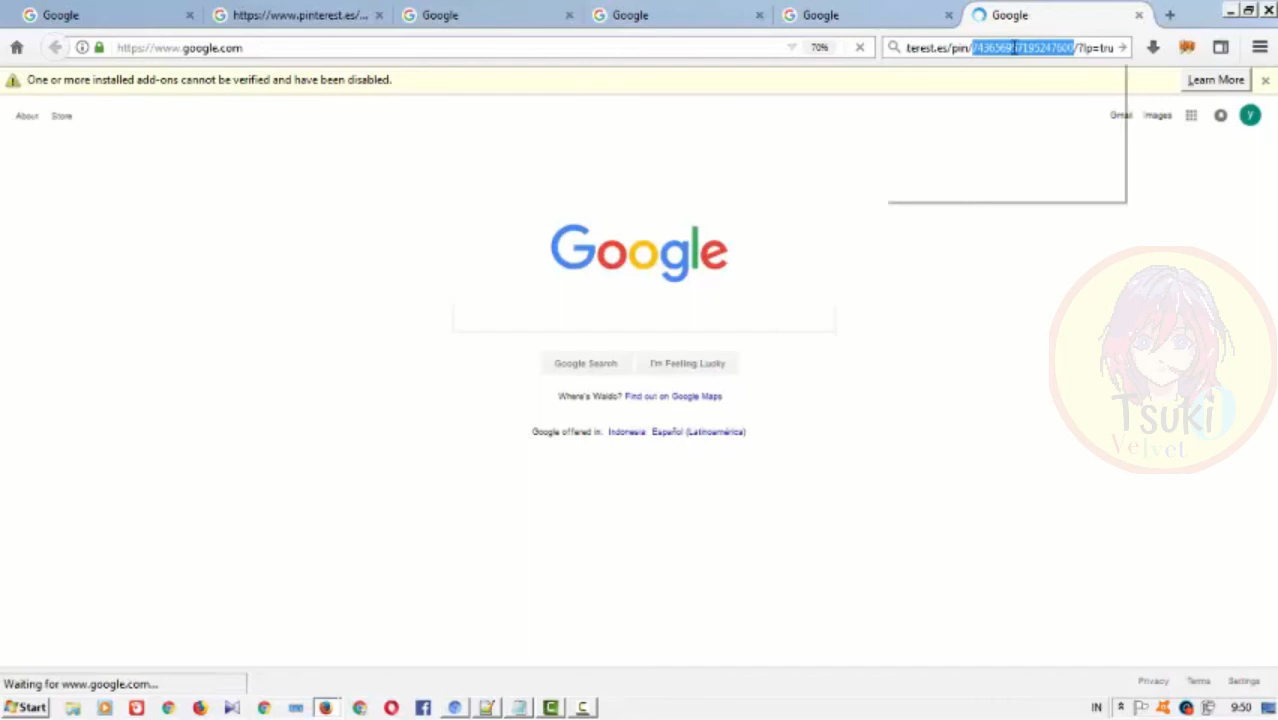 Google
https://www.pinterest.es/...
Google
Google
Google
Google
https://www.google.com
70%
terest.es/pin/743656957195247600/?lp=tru
One or more installed add-ons cannot be verified and have been disabled.
Learn More
About Store
Gmail Images
y
Google
Google Search
I'm Feeling Lucky
Where's Waldo? Find out on Google Maps
Google offered in: Indonesia Español (Latinoamérica)
Tsuki
Velvet
Privacy Terms Settings
Waiting for www.google.com...
Start
IN
9:50